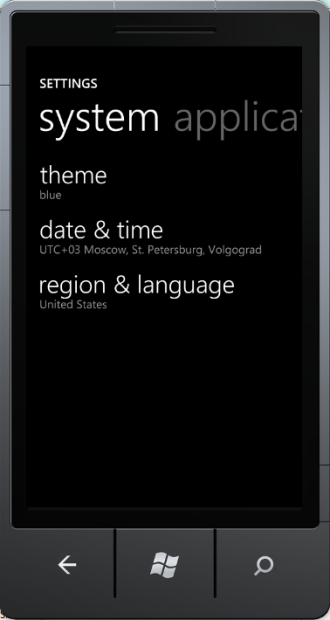 SETTINGS
system applica
theme
blue
date & time
UTC+03 Moscow, St. Petersburg, Volgograd
region & language
United States